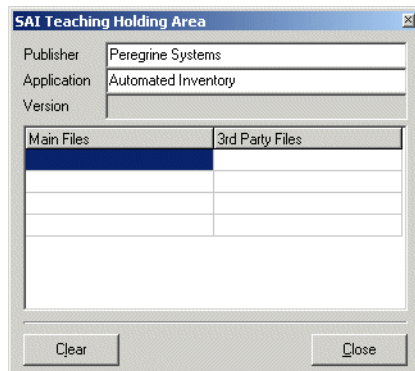 SAI Teaching Holding Area
Publisher Peregrine Systems
Application Automated Inventory
Version
Main Files 3rd Party Files
Clear Close